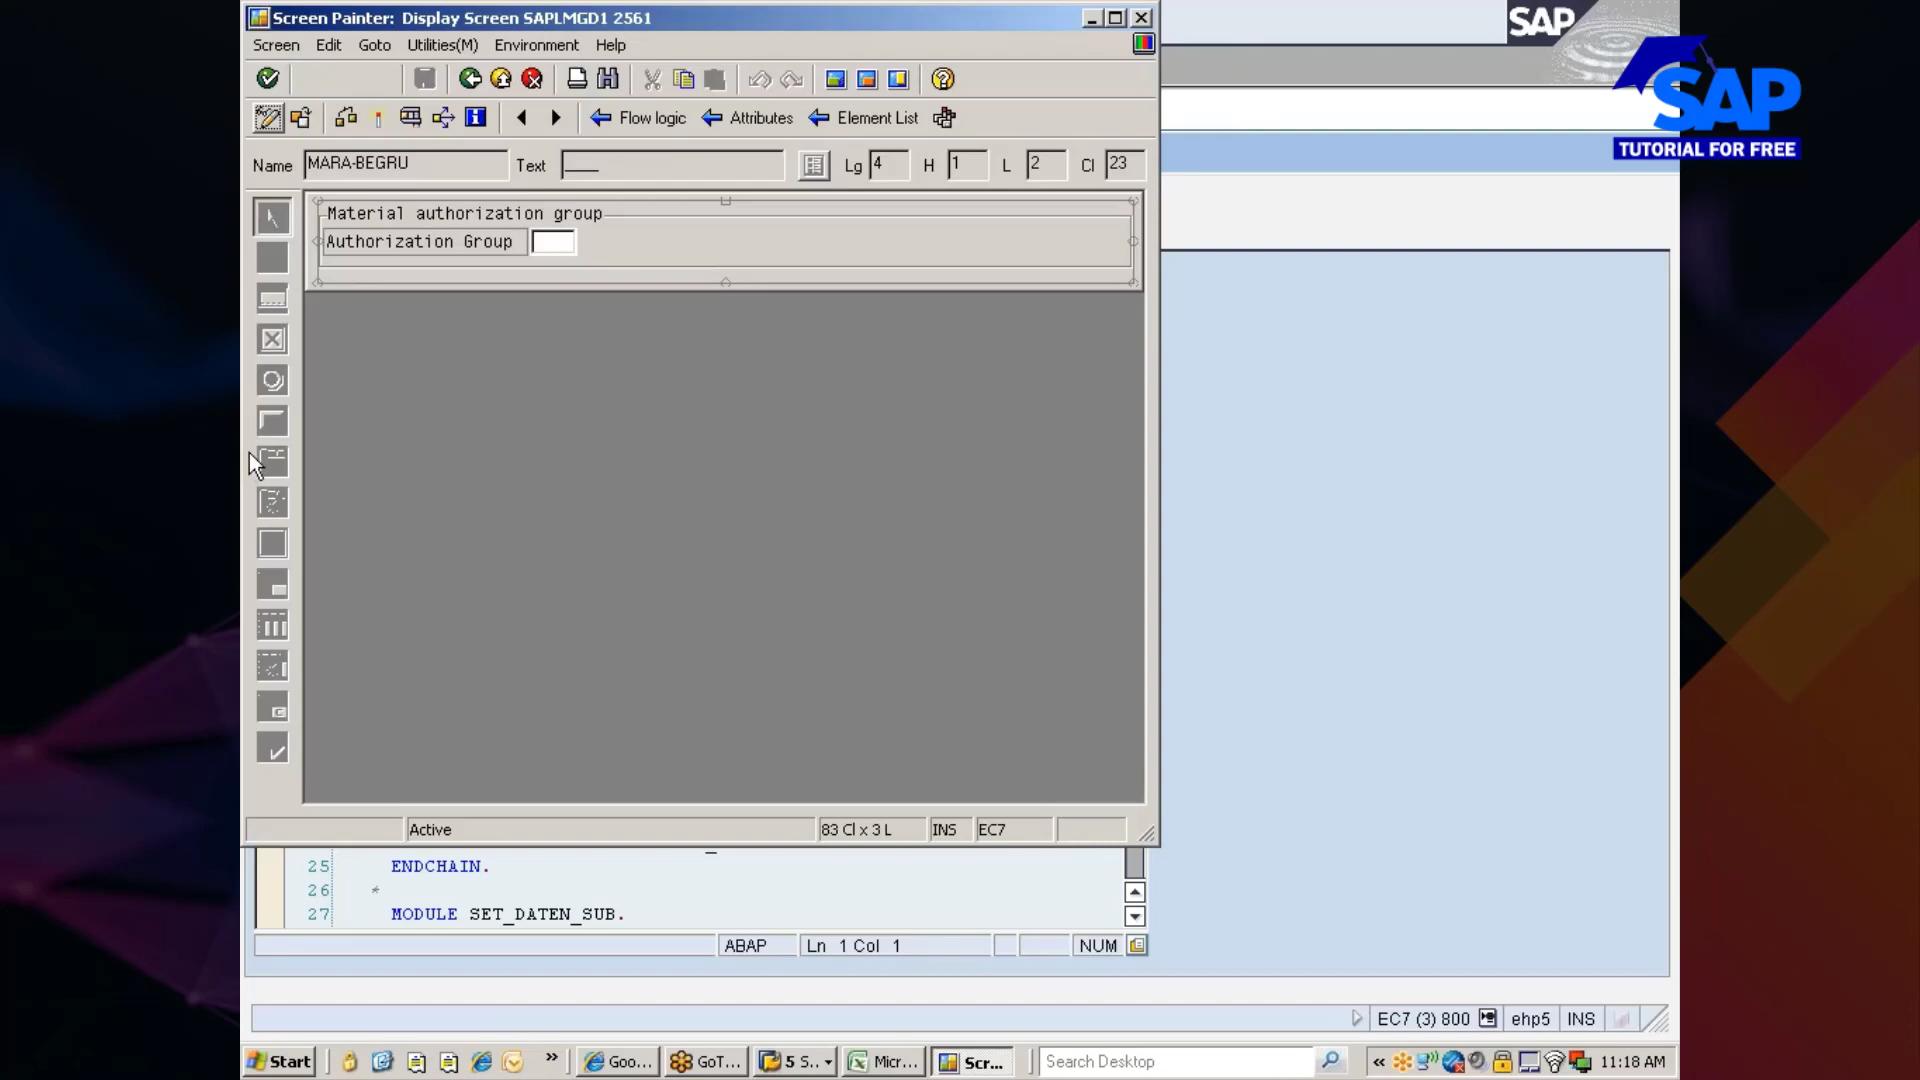 Screen Painter: Display Screen SAPLMGD1 2561
SAP
Screen Edit Goto Utilities(M) Environment Help
SAP
TUTORIAL FOR FREE
Flow logic Attributes Element List
Name MARA-BEGRU Text ____ Lg 4 H 1 L 2 Cl 23
Material authorization group
Authorization Group
Active 83 Cl x 3 L INS EC7
25 ENDCHAIN.
26 *
27 MODULE SET_DATEN_SUB.
ABAP Ln 1 Col 1 NUM
EC7 (3) 800 ehp5 INS
Start » Goo... GoT... 5 S.. Micr... Scr... Search Desktop « 11:18 AM